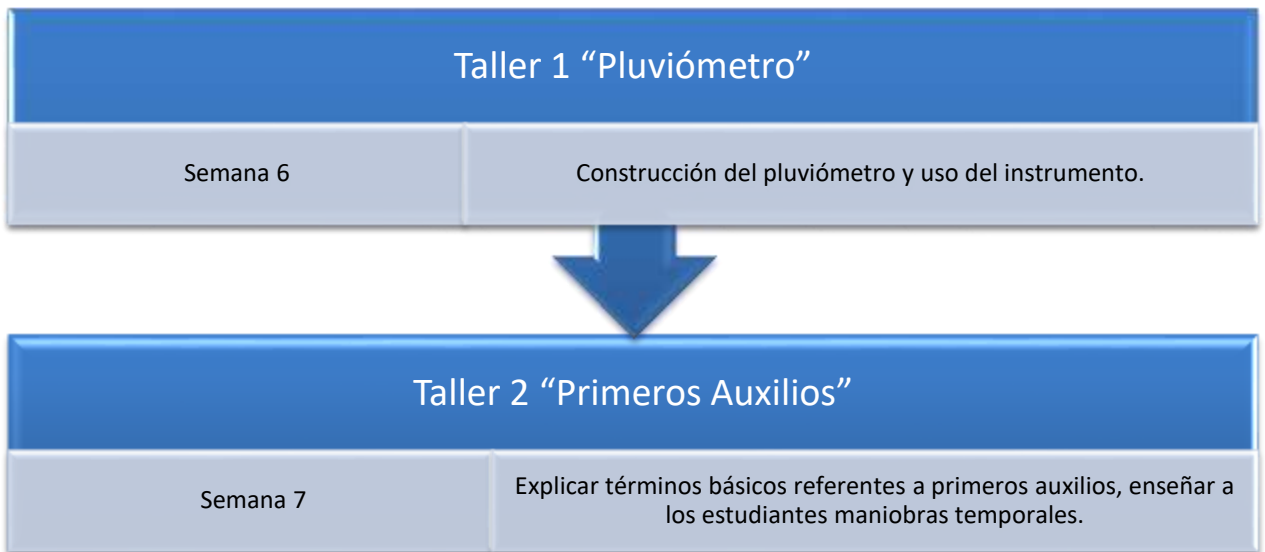 Taller 1 “Pluviómetro”
Semana 6
Construcción del pluviómetro y uso del instrumento.
Taller 2 “Primeros Auxilios”
Semana 7
Explicar términos básicos referentes a primeros auxilios, enseñar a
los estudiantes maniobras temporales.